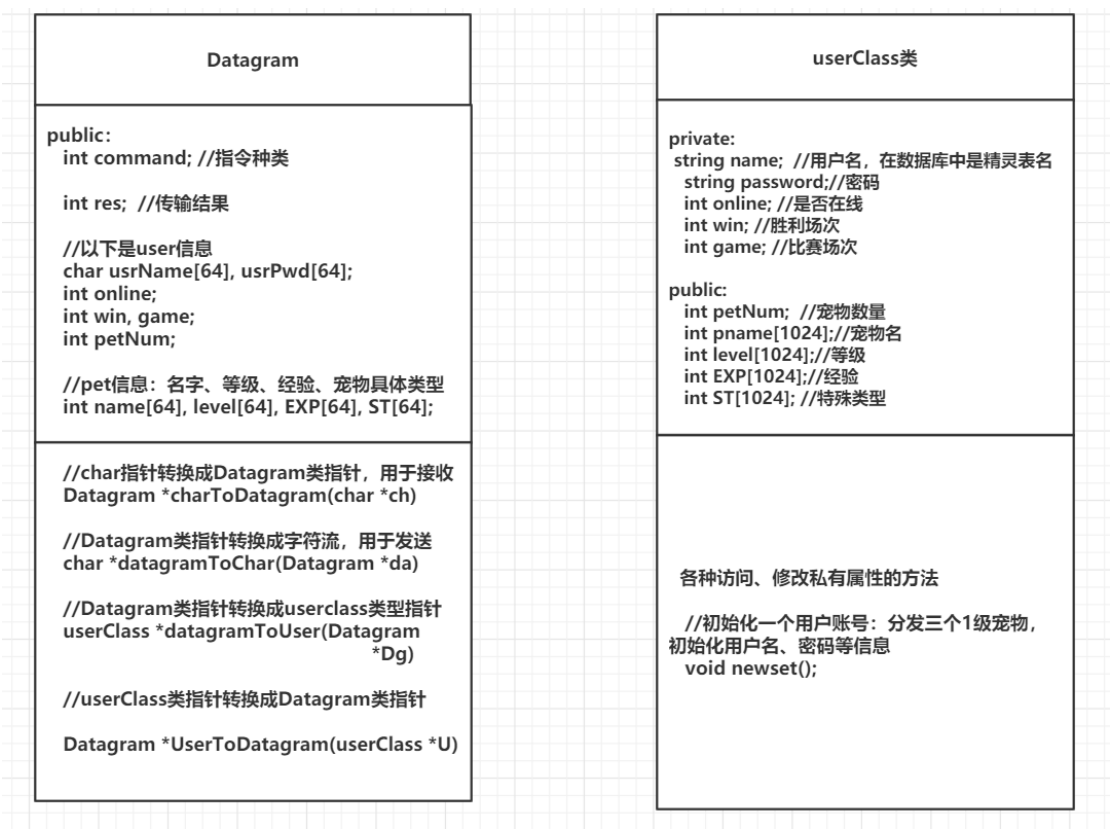 Datagram
public：
int command; //指令种类
int res;  //传输结果
//以下是user信息
char usrName[64], usrPwd[64];
int online;
int win, game;
int petNum;
//pet信息：名字、等级、经验、宠物具体类型
int name[64], level[64], EXP[64], ST[64];
//char指针转换成Datagram类指针，用于接收
Datagram *charToDatagram(char *ch)
//Datagram类指针转换成字符流，用于发送
char *datagramToChar(Datagram *da)
//Datagram类指针转换成userclass类型指针
userClass *datagramToUser(Datagram
*Dg)
//userClass类指针转换成Datagram类指针
Datagram *UserToDatagram(userClass *U)
userClass类
private:
string name;  //用户名，在数据库中是精灵表名
string password;//密码
int online; //是否在线
int win; //胜利场次
int game; //比赛场次
public:
int petNum;  //宠物数量
int pname[1024];//宠物名
int level[1024];//等级
int EXP[1024];//经验
int ST[1024]; //特殊类型
各种访问、修改私有属性的方法
//初始化一个用户账号：分发三个1级宠物，
初始化用户名、密码等信息
void newset();